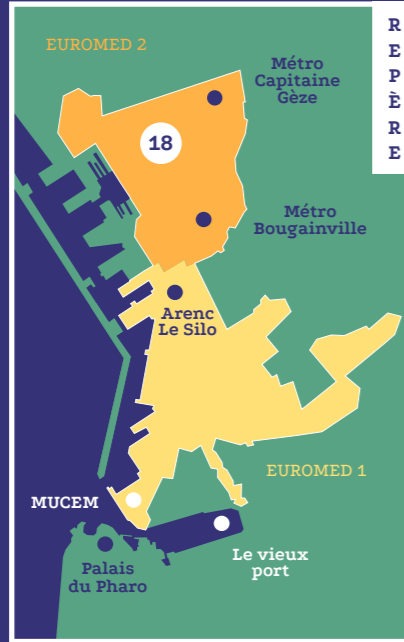 EUROMED 2
REPÈRE
Métro
Capitaine
Gèze
18
Métro
Bougainville
Arenc
Le Silo
EUROMED 1
MUCEM
Le vieux
port
Palais
du Pharo